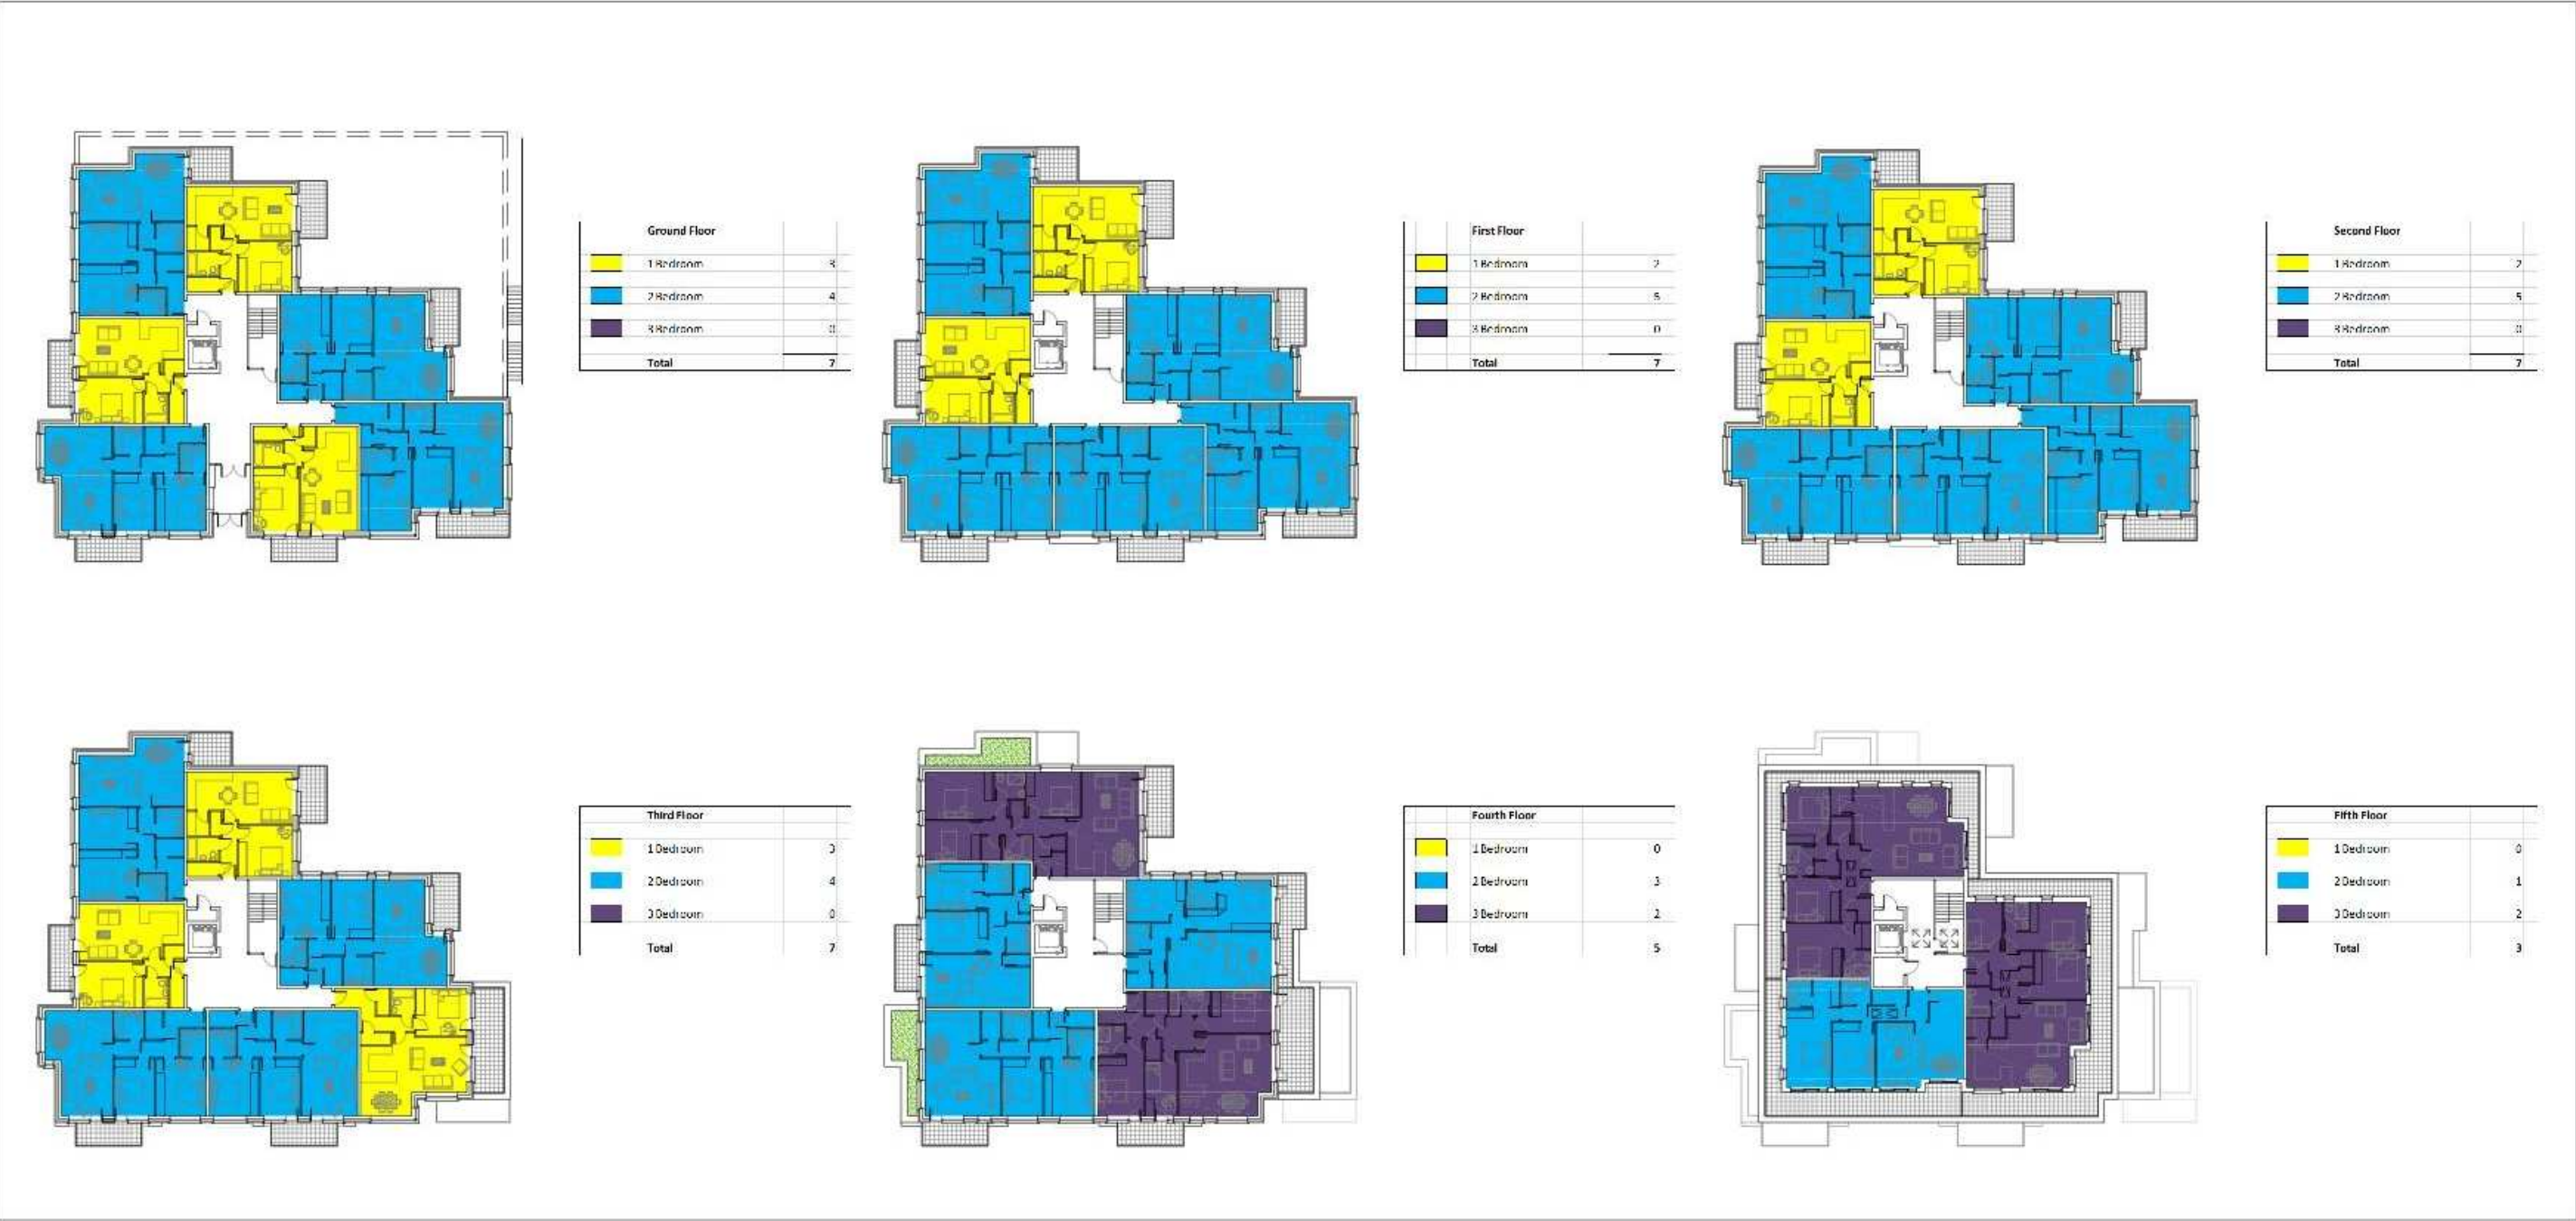 Ground Floor
1 Bedroom 3
2 Bedroom 4
3 Bedroom 0
Total 7
First Floor
1 Bedroom 2
2 Bedroom 5
3 Bedroom 0
Total 7
Second Floor
1 Bedroom 2
2 Bedroom 5
3 Bedroom 0
Total 7
Third Floor
1 Bedroom 3
2 Bedroom 4
3 Bedroom 0
Total 7
Fourth Floor
1 Bedroom 0
2 Bedroom 3
3 Bedroom 2
Total 5
Fifth Floor
1 Bedroom 0
2 Bedroom 1
3 Bedroom 2
Total 3